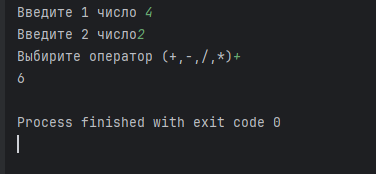 Введите 1 число 4
Введите 2 число2
Выбирите оператор (+,-,/,*)+
6
Process finished with exit code 0